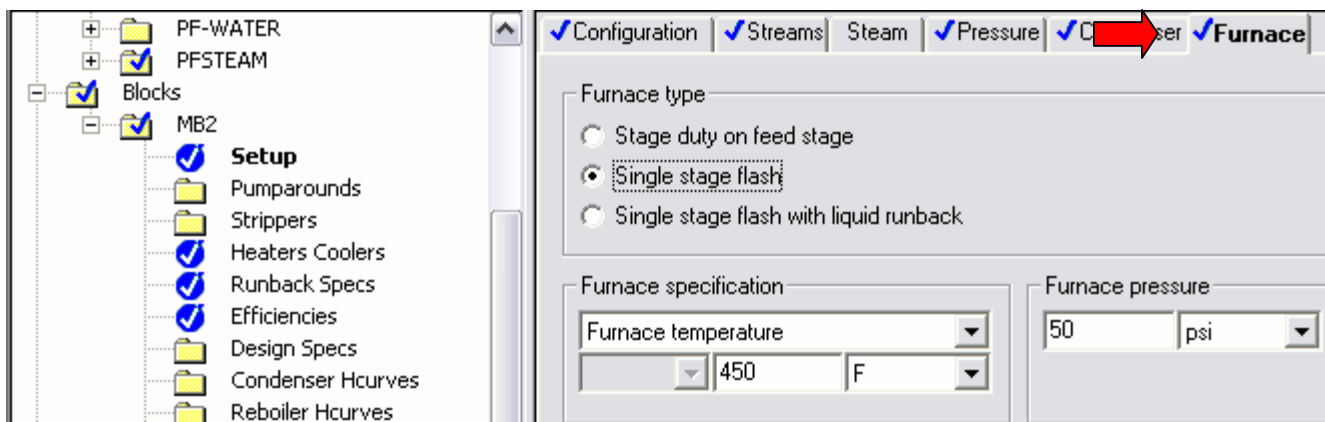 PF-WATER
PFSTEAM
Blocks
MB2
Setup
Pumparounds
Strippers
Heaters Coolers
Runback Specs
Efficiencies
Design Specs
Condenser Hcurves
Reboiler Hcurves
Configuration Streams Steam Pressure C ser Furnace
Furnace type
Stage duty on feed stage
Single stage flash
Single stage flash with liquid runback
Furnace specification
Furnace temperature
450 F
Furnace pressure
50 psi